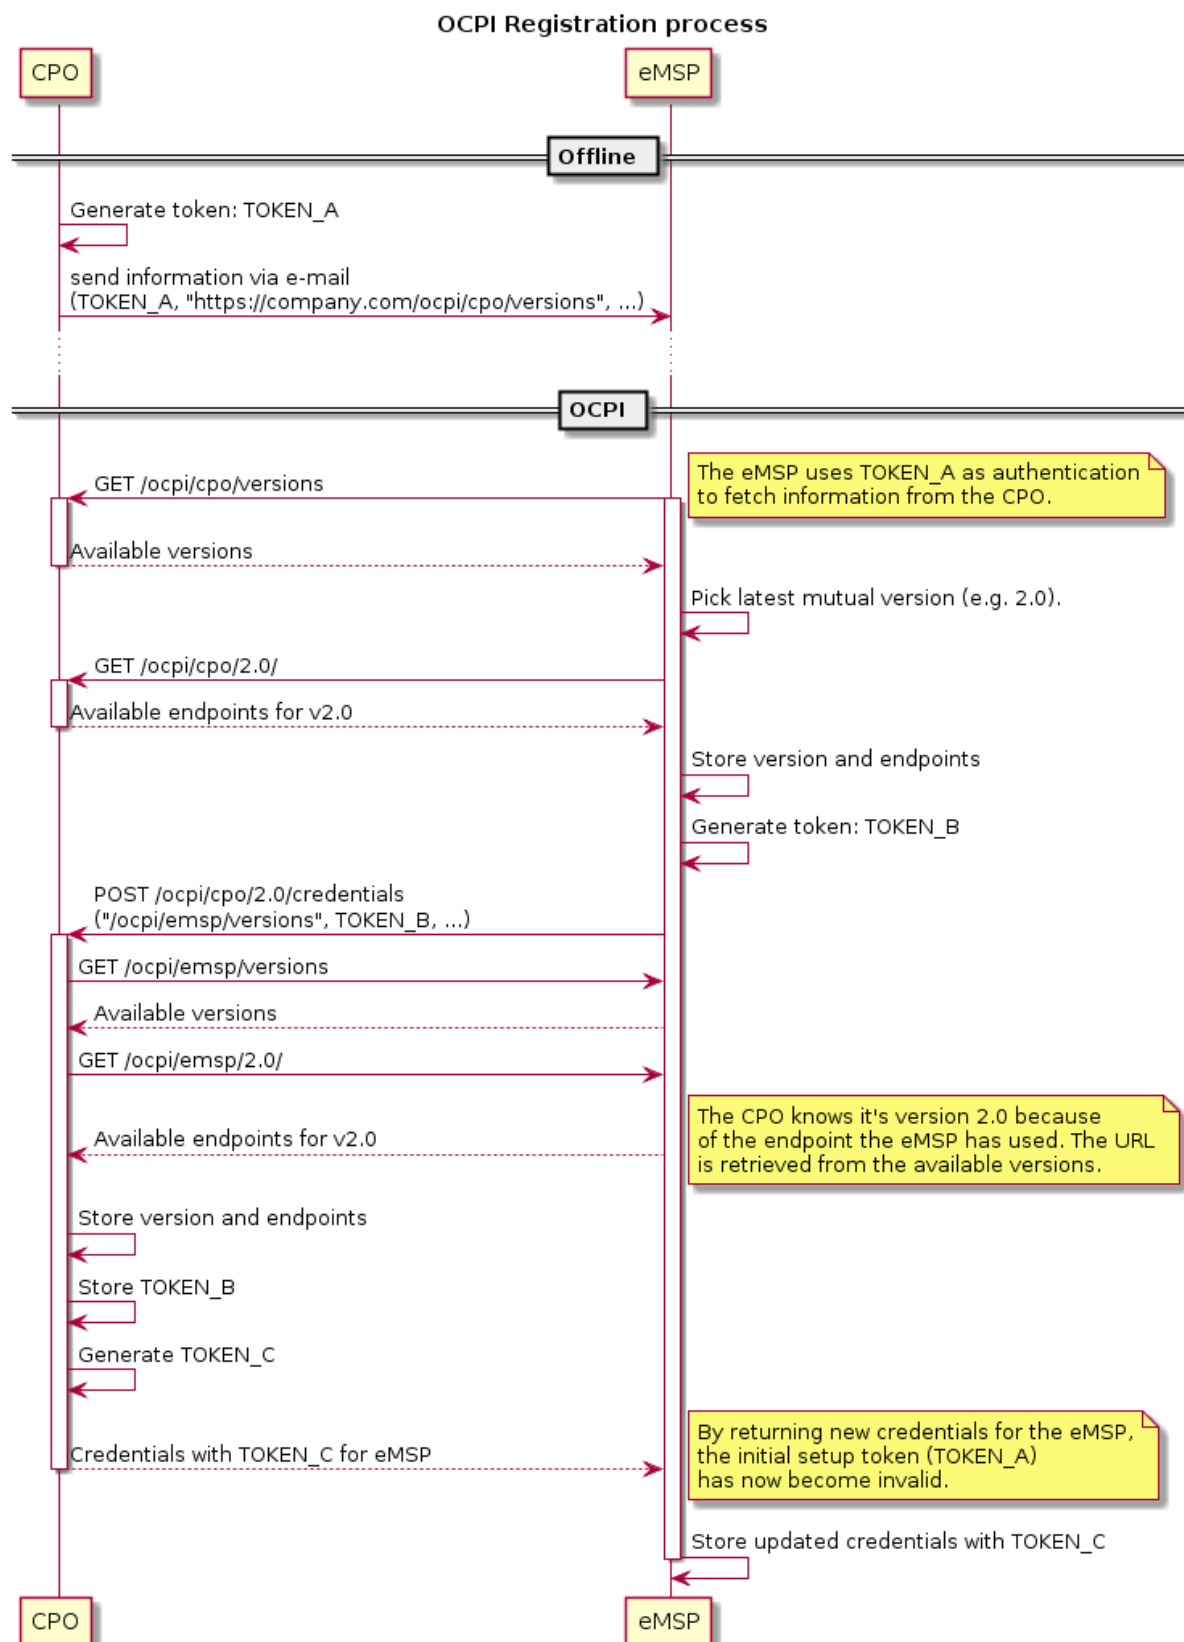 OCPI Registration process
CPO
eMSP
Offline
Generate token: TOKEN_A
send information via e-mail
(TOKEN_A, "https://company.com/ocpi/cpo/versions", ...)
OCPI
The eMSP uses TOKEN_A as authentication
to fetch information from the CPO.
GET /ocpi/cpo/versions
Available versions
Pick latest mutual version (e.g. 2.0).
GET /ocpi/cpo/2.0/
Available endpoints for v2.0
Store version and endpoints
Generate token: TOKEN_B
POST /ocpi/cpo/2.0/credentials
("/ocpi/emsp/versions", TOKEN_B, ...)
GET /ocpi/emsp/versions
Available versions
GET /ocpi/emsp/2.0/
The CPO knows it's version 2.0 because
of the endpoint the eMSP has used. The URL
is retrieved from the available versions.
Available endpoints for v2.0
Store version and endpoints
Store TOKEN_B
Generate TOKEN_C
By returning new credentials for the eMSP,
the initial setup token (TOKEN_A)
has now become invalid.
Credentials with TOKEN_C for eMSP
Store updated credentials with TOKEN_C
CPO
eMSP